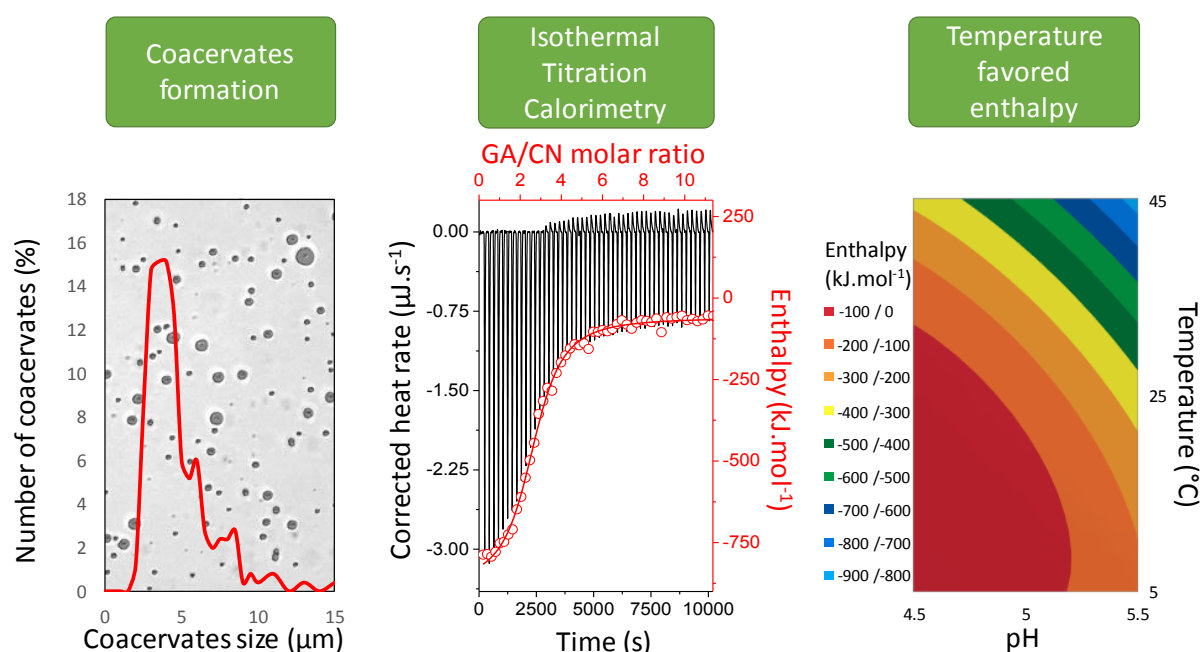 Coacervates
formation
Isothermal
Titration
Calorimetry
Temperature
favored
enthalpy
Number of coacervates (%)
18
16
14
12
10
8
6
4
2
0
0 5 10 15
Coacervates size (µm)
GA/CN molar ratio
0 2 4 6 8 10
Corrected heat rate (µJ.s⁻¹)
0.00
-0.75
-1.50
-2.25
-3.00
250
0
-250
-500
-750
Enthalpy (kJ.mol⁻¹)
0 2500 5000 7500 10000
Time (s)
Enthalpy
(kJ.mol⁻¹)
-100 / 0
-200 /-100
-300 /-200
-400 /-300
-500 /-400
-600 /-500
-700 /-600
-800 /-700
-900 /-800
45
25
5
Temperature (°C)
4.5 5 5.5
pH